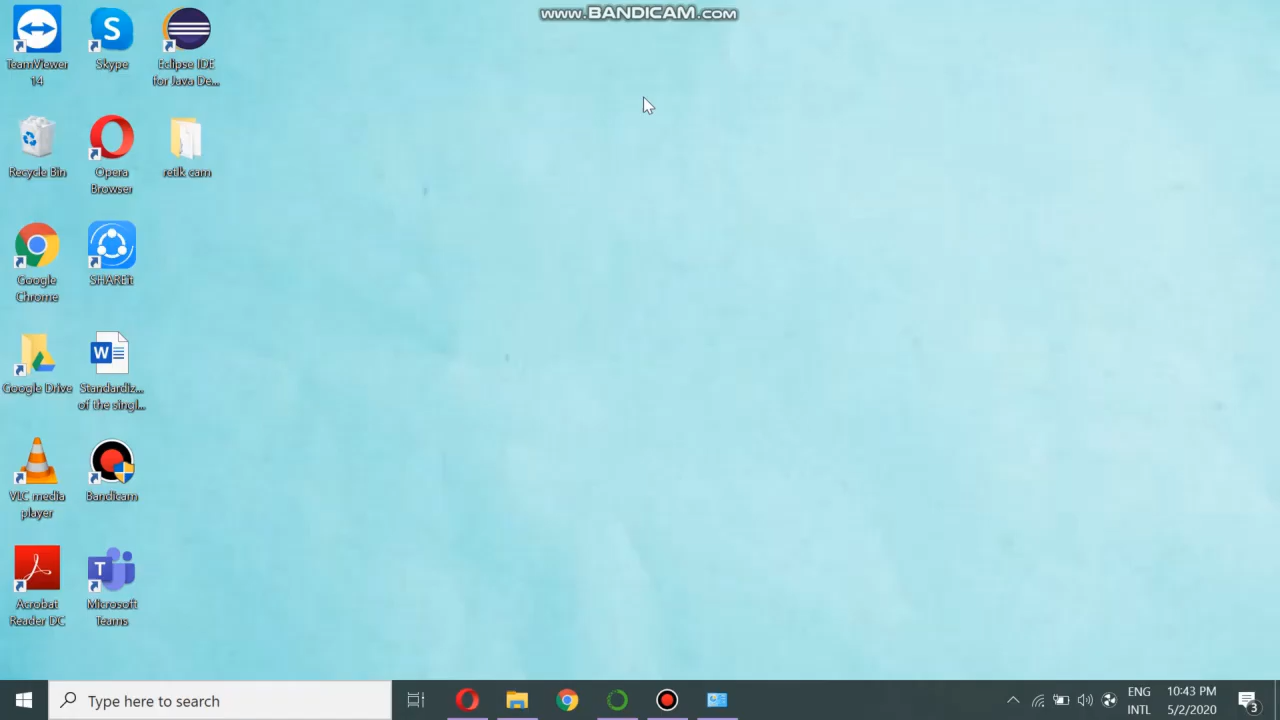 www.BANDICAM.com
TeamViewer
14
Skype
Eclipse IDE
for Java De...
Recycle Bin
Opera
Browser
retik cam
Google
Chrome
SHAREit
Google Drive
Standardiz...
of the singl...
VLC media
player
Bandicam
Acrobat
Reader DC
Microsoft
Teams
Type here to search
ENG
INTL
10:43 PM
5/2/2020
3